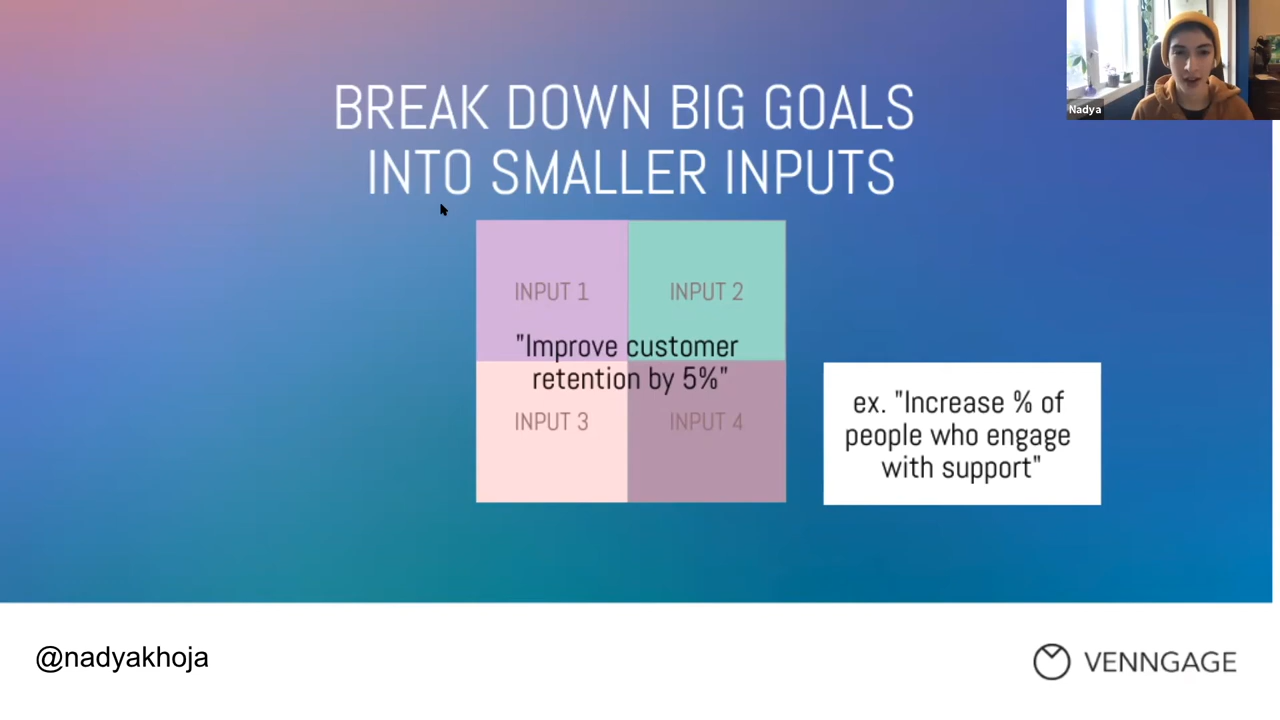 Nadya
BREAK DOWN BIG GOALS
INTO SMALLER INPUTS
INPUT 1
INPUT 2
"Improve customer
retention by 5%"
INPUT 3
INPUT 4
ex. "Increase % of
people who engage
with support"
@nadyakhoja
VENNGAGE